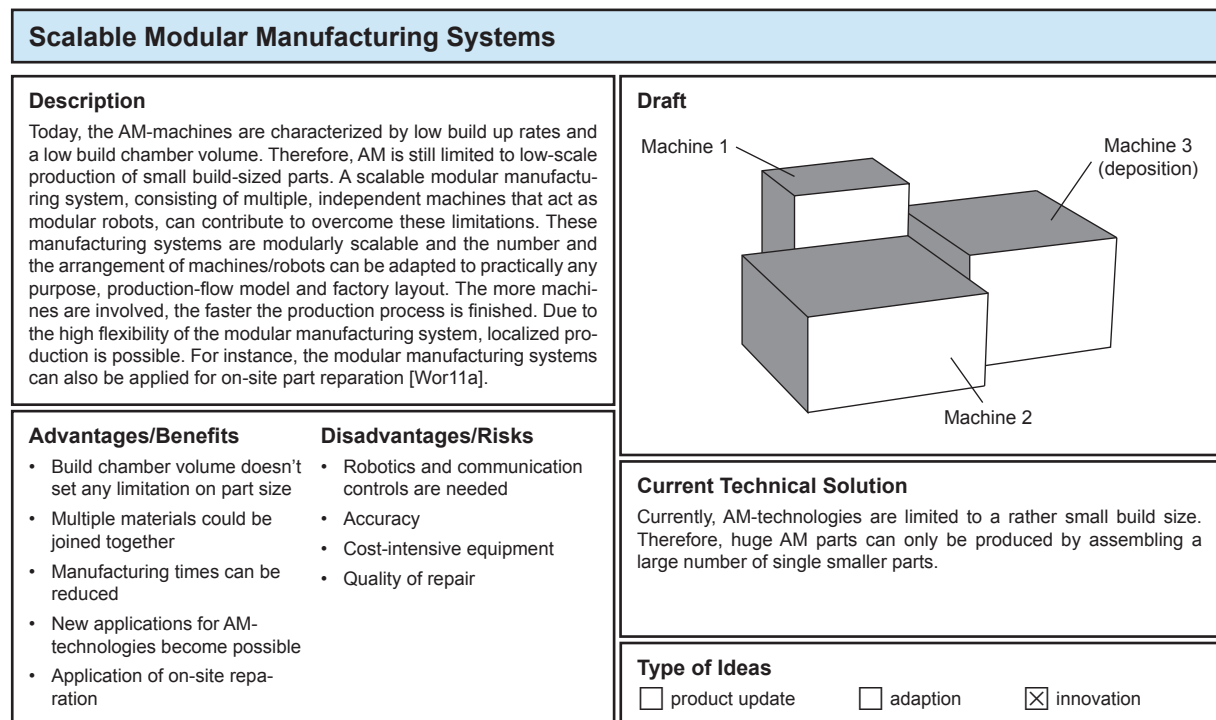 Scalable Modular Manufacturing Systems
Description
Today, the AM-machines are characterized by low build up rates and
a low build chamber volume. Therefore, AM is still limited to low-scale
production of small build-sized parts. A scalable modular manufactu-
ring system, consisting of multiple, independent machines that act as
modular robots, can contribute to overcome these limitations. These
manufacturing systems are modularly scalable and the number and
the arrangement of machines/robots can be adapted to practically any
purpose, production-flow model and factory layout. The more machi-
nes are involved, the faster the production process is finished. Due to
the high flexibility of the modular manufacturing system, localized pro-
duction is possible. For instance, the modular manufacturing systems
can also be applied for on-site part reparation [Wor11a].
Advantages/Benefits
• Build chamber volume doesn't
set any limitation on part size
• Multiple materials could be
joined together
• Manufacturing times can be
reduced
• New applications for AM-
technologies become possible
• Application of on-site repa-
ration
Disadvantages/Risks
• Robotics and communication
controls are needed
• Accuracy
• Cost-intensive equipment
• Quality of repair
Draft
Machine 1
Machine 3
(deposition)
Machine 2
Current Technical Solution
Currently, AM-technologies are limited to a rather small build size.
Therefore, huge AM parts can only be produced by assembling a
large number of single smaller parts.
Type of Ideas
☐ product update ☐ adaption ☒ innovation